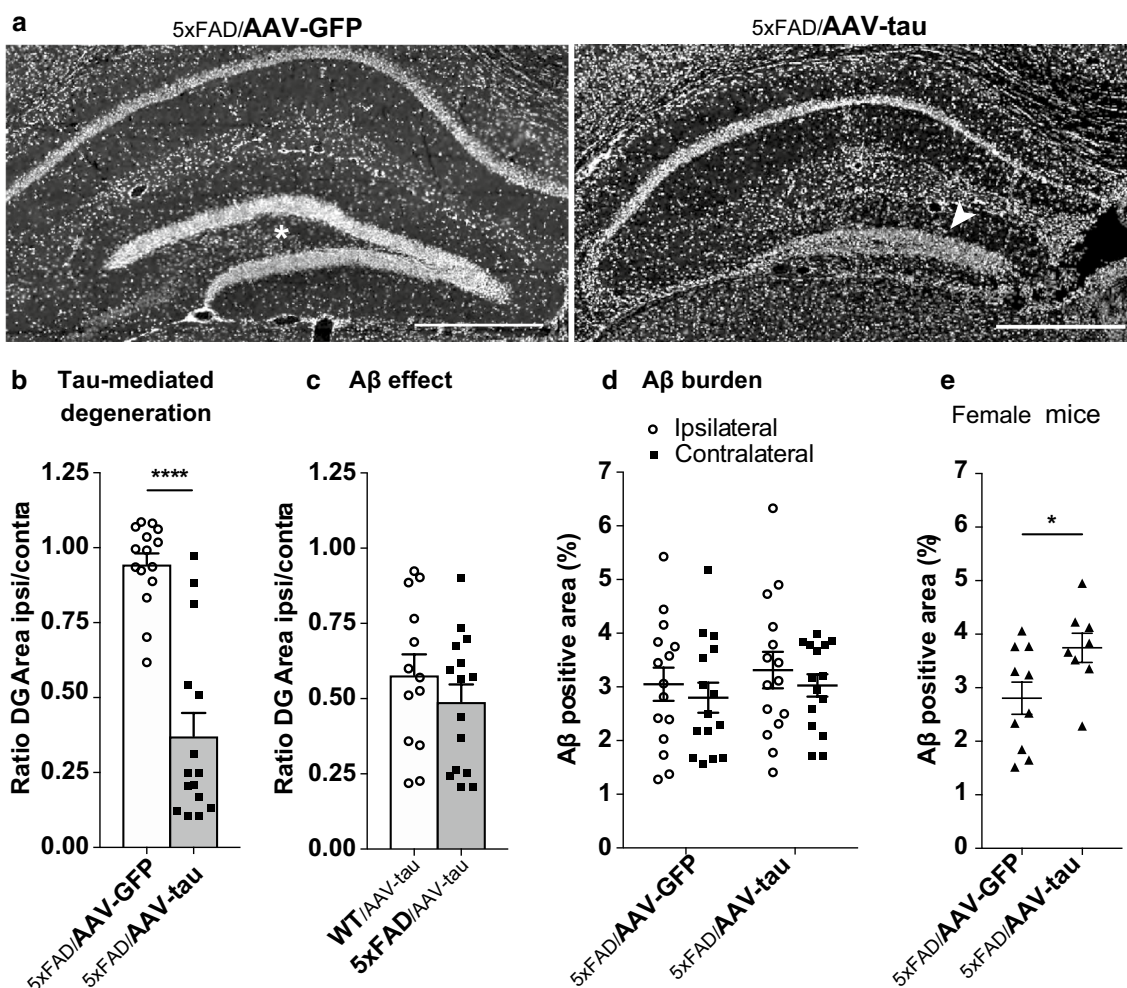 a
5xFAD/AAV-GFP
5xFAD/AAV-tau
*
b Tau-mediated
degeneration
c Aβ effect
d Aβ burden
e
Female mice
Ipsilateral
Contralateral
Ratio DG Area ipsi/contra
1.25
1.00
0.75
0.50
0.25
0.00
****
5xFAD/AAV-GFP
5xFAD/AAV-tau
Ratio DG Area ipsi/contra
1.25
1.00
0.75
0.50
0.25
0.00
WT/AAV-tau
5xFAD/AAV-tau
Aβ positive area (%)
7
6
5
4
3
2
1
0
5xFAD/AAV-GFP
5xFAD/AAV-tau
Aβ positive area (%)
7
6
5
4
3
2
1
0
*
5xFAD/AAV-GFP
5xFAD/AAV-tau